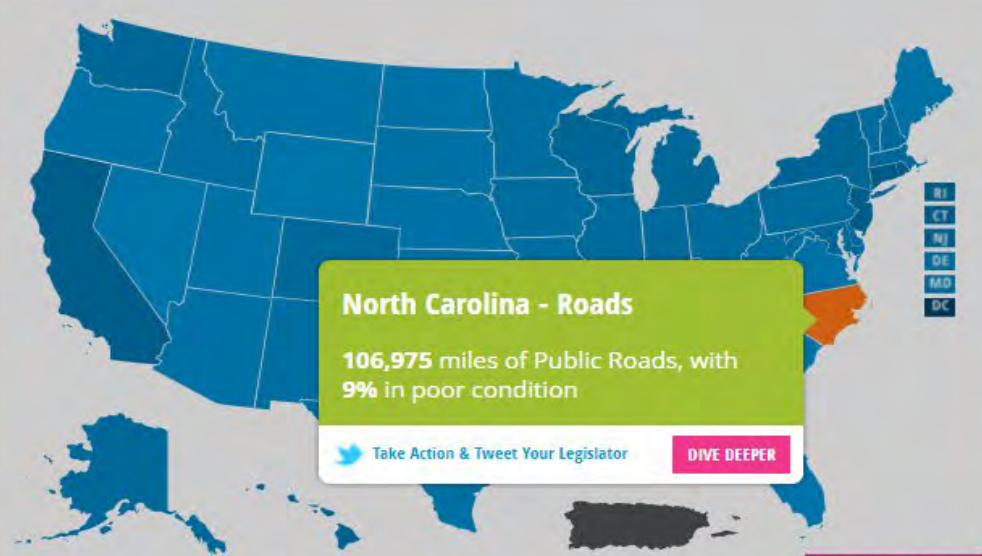 RI
CT
NJ
DE
MD
DC
North Carolina - Roads
106,975 miles of Public Roads, with
9% in poor condition
Take Action & Tweet Your Legislator
DIVE DEEPER